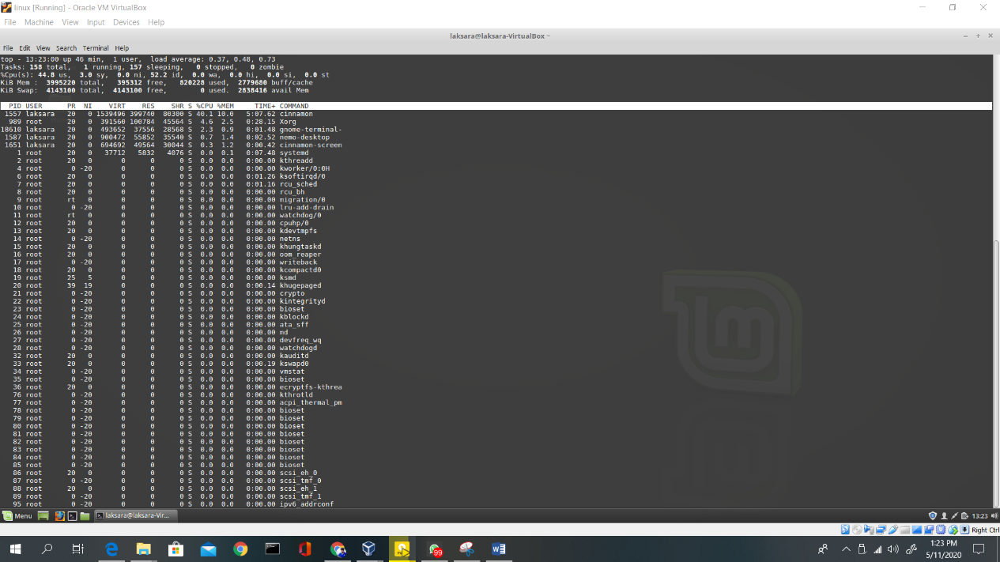 linux [Running] - Oracle VM VirtualBox
File Machine View Input Devices Help
laksara@laksara-VirtualBox ~
File Edit View Search Terminal Help
top - 13:23:00 up 46 min,  1 user,  load average: 0.37, 0.48, 0.73
Tasks: 158 total,   1 running, 157 sleeping,   0 stopped,   0 zombie
%Cpu(s): 44.8 us,  3.0 sy,  0.0 ni, 52.2 id,  0.0 wa,  0.0 hi,  0.0 si,  0.0 st
KiB Mem :  3995220 total,   395312 free,   820228 used,  2779680 buff/cache
KiB Swap:  4143100 total,  4143100 free,        0 used.  2838416 avail Mem
PID USER PR NI VIRT RES SHR S %CPU %MEM TIME+ COMMAND
1557 laksara 20 0 1539496 399740 80300 S 40.1 10.0 5:07.62 cinnamon
989 root 20 0 391560 100784 45564 S 4.6 2.5 0:28.15 Xorg
18610 laksara 20 0 493652 37556 28568 S 2.3 0.9 0:01.48 gnome-terminal-
1587 laksara 20 0 900472 55852 35540 S 0.7 1.4 0:02.52 nemo-desktop
1651 laksara 20 0 694692 49564 30044 S 0.3 1.2 0:00.42 cinnamon-screen
1 root 20 0 37712 5832 4076 S 0.0 0.1 0:07.48 systemd
2 root 20 0 0 0 0 S 0.0 0.0 0:00.00 kthreadd
4 root 0 -20 0 0 0 S 0.0 0.0 0:00.00 kworker/0:0H
6 root 20 0 0 0 0 S 0.0 0.0 0:01.26 ksoftirqd/0
7 root 20 0 0 0 0 S 0.0 0.0 0:01.16 rcu_sched
8 root 20 0 0 0 0 S 0.0 0.0 0:00.00 rcu_bh
9 root rt 0 0 0 0 S 0.0 0.0 0:00.00 migration/0
10 root 0 -20 0 0 0 S 0.0 0.0 0:00.00 lru-add-drain
11 root rt 0 0 0 0 S 0.0 0.0 0:00.00 watchdog/0
12 root 20 0 0 0 0 S 0.0 0.0 0:00.00 cpuhp/0
13 root 20 0 0 0 0 S 0.0 0.0 0:00.00 kdevtmpfs
14 root 0 -20 0 0 0 S 0.0 0.0 0:00.00 netns
15 root 20 0 0 0 0 S 0.0 0.0 0:00.00 khungtaskd
16 root 20 0 0 0 0 S 0.0 0.0 0:00.00 oom_reaper
17 root 0 -20 0 0 0 S 0.0 0.0 0:00.00 writeback
18 root 20 0 0 0 0 S 0.0 0.0 0:00.00 kcompactd0
19 root 25 5 0 0 0 S 0.0 0.0 0:00.00 ksmd
20 root 39 19 0 0 0 S 0.0 0.0 0:00.14 khugepaged
21 root 0 -20 0 0 0 S 0.0 0.0 0:00.00 crypto
22 root 0 -20 0 0 0 S 0.0 0.0 0:00.00 kintegrityd
23 root 0 -20 0 0 0 S 0.0 0.0 0:00.00 bioset
24 root 0 -20 0 0 0 S 0.0 0.0 0:00.00 kblockd
25 root 0 -20 0 0 0 S 0.0 0.0 0:00.00 ata_sff
26 root 0 -20 0 0 0 S 0.0 0.0 0:00.00 md
27 root 0 -20 0 0 0 S 0.0 0.0 0:00.00 devfreq_wq
28 root 0 -20 0 0 0 S 0.0 0.0 0:00.00 watchdogd
32 root 20 0 0 0 0 S 0.0 0.0 0:00.00 kauditd
33 root 20 0 0 0 0 S 0.0 0.0 0:00.19 kswapd0
34 root 0 -20 0 0 0 S 0.0 0.0 0:00.00 vmstat
35 root 0 -20 0 0 0 S 0.0 0.0 0:00.00 bioset
36 root 20 0 0 0 0 S 0.0 0.0 0:00.00 ecryptfs-kthrea
76 root 0 -20 0 0 0 S 0.0 0.0 0:00.00 kthrotld
77 root 0 -20 0 0 0 S 0.0 0.0 0:00.00 acpi_thermal_pm
78 root 0 -20 0 0 0 S 0.0 0.0 0:00.00 bioset
79 root 0 -20 0 0 0 S 0.0 0.0 0:00.00 bioset
80 root 0 -20 0 0 0 S 0.0 0.0 0:00.00 bioset
81 root 0 -20 0 0 0 S 0.0 0.0 0:00.00 bioset
82 root 0 -20 0 0 0 S 0.0 0.0 0:00.00 bioset
83 root 0 -20 0 0 0 S 0.0 0.0 0:00.00 bioset
84 root 0 -20 0 0 0 S 0.0 0.0 0:00.00 bioset
85 root 0 -20 0 0 0 S 0.0 0.0 0:00.00 bioset
86 root 20 0 0 0 0 S 0.0 0.0 0:00.00 scsi_eh_0
87 root 0 -20 0 0 0 S 0.0 0.0 0:00.00 scsi_tmf_0
88 root 20 0 0 0 0 S 0.0 0.0 0:00.00 scsi_eh_1
89 root 0 -20 0 0 0 S 0.0 0.0 0:00.00 scsi_tmf_1
95 root 0 -20 0 0 0 S 0.0 0.0 0:00.00 ipv6_addrconf
Menu laksara@laksara-Vir... 13:23
Right Ctrl
99
1:23 PM
5/11/2020